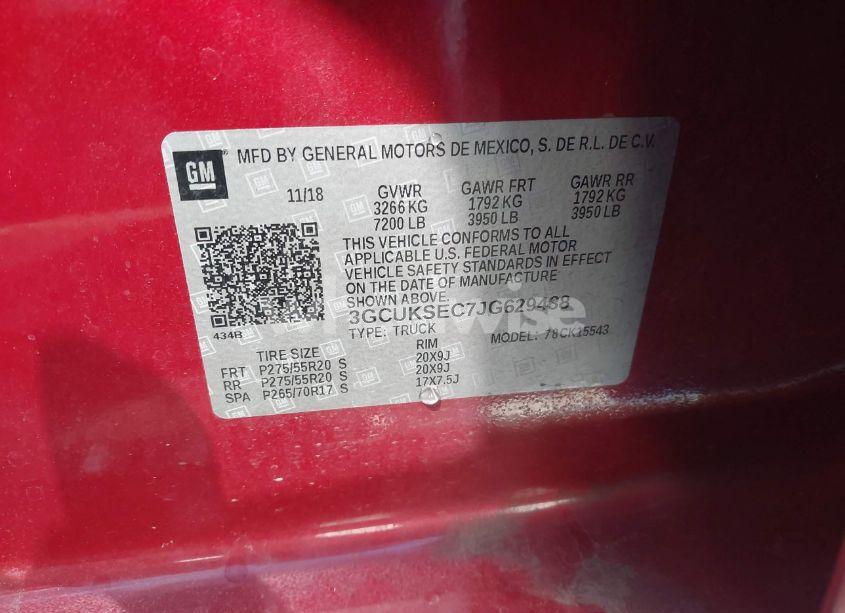 GM
MFD BY GENERAL MOTORS DE MEXICO, S. DE R.L. DE C.V.
11/18 GVWR GAWR FRT GAWR RR
3266 KG 1792 KG 1792 KG
7200 LB 3950 LB 3950 LB
THIS VEHICLE CONFORMS TO ALL
APPLICABLE U.S. FEDERAL MOTOR
VEHICLE SAFETY STANDARDS IN EFFECT
ON THE DATE OF MANUFACTURE
SHOWN ABOVE.
3GCUKSEC7JG629488
434B TYPE: TRUCK MODEL: 78CK15543
TIRE SIZE RIM
FRT P275/55R20 S 20X9J
RR P275/55R20 S 20X9J
SPA P265/70R17 S 17X7.5J